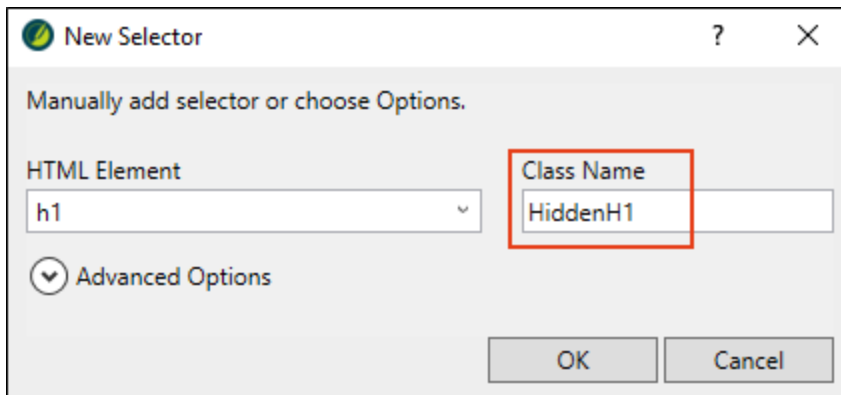 New Selector
Manually add selector or choose Options.
HTML Element Class Name
h1 HiddenH1
Advanced Options
OK Cancel